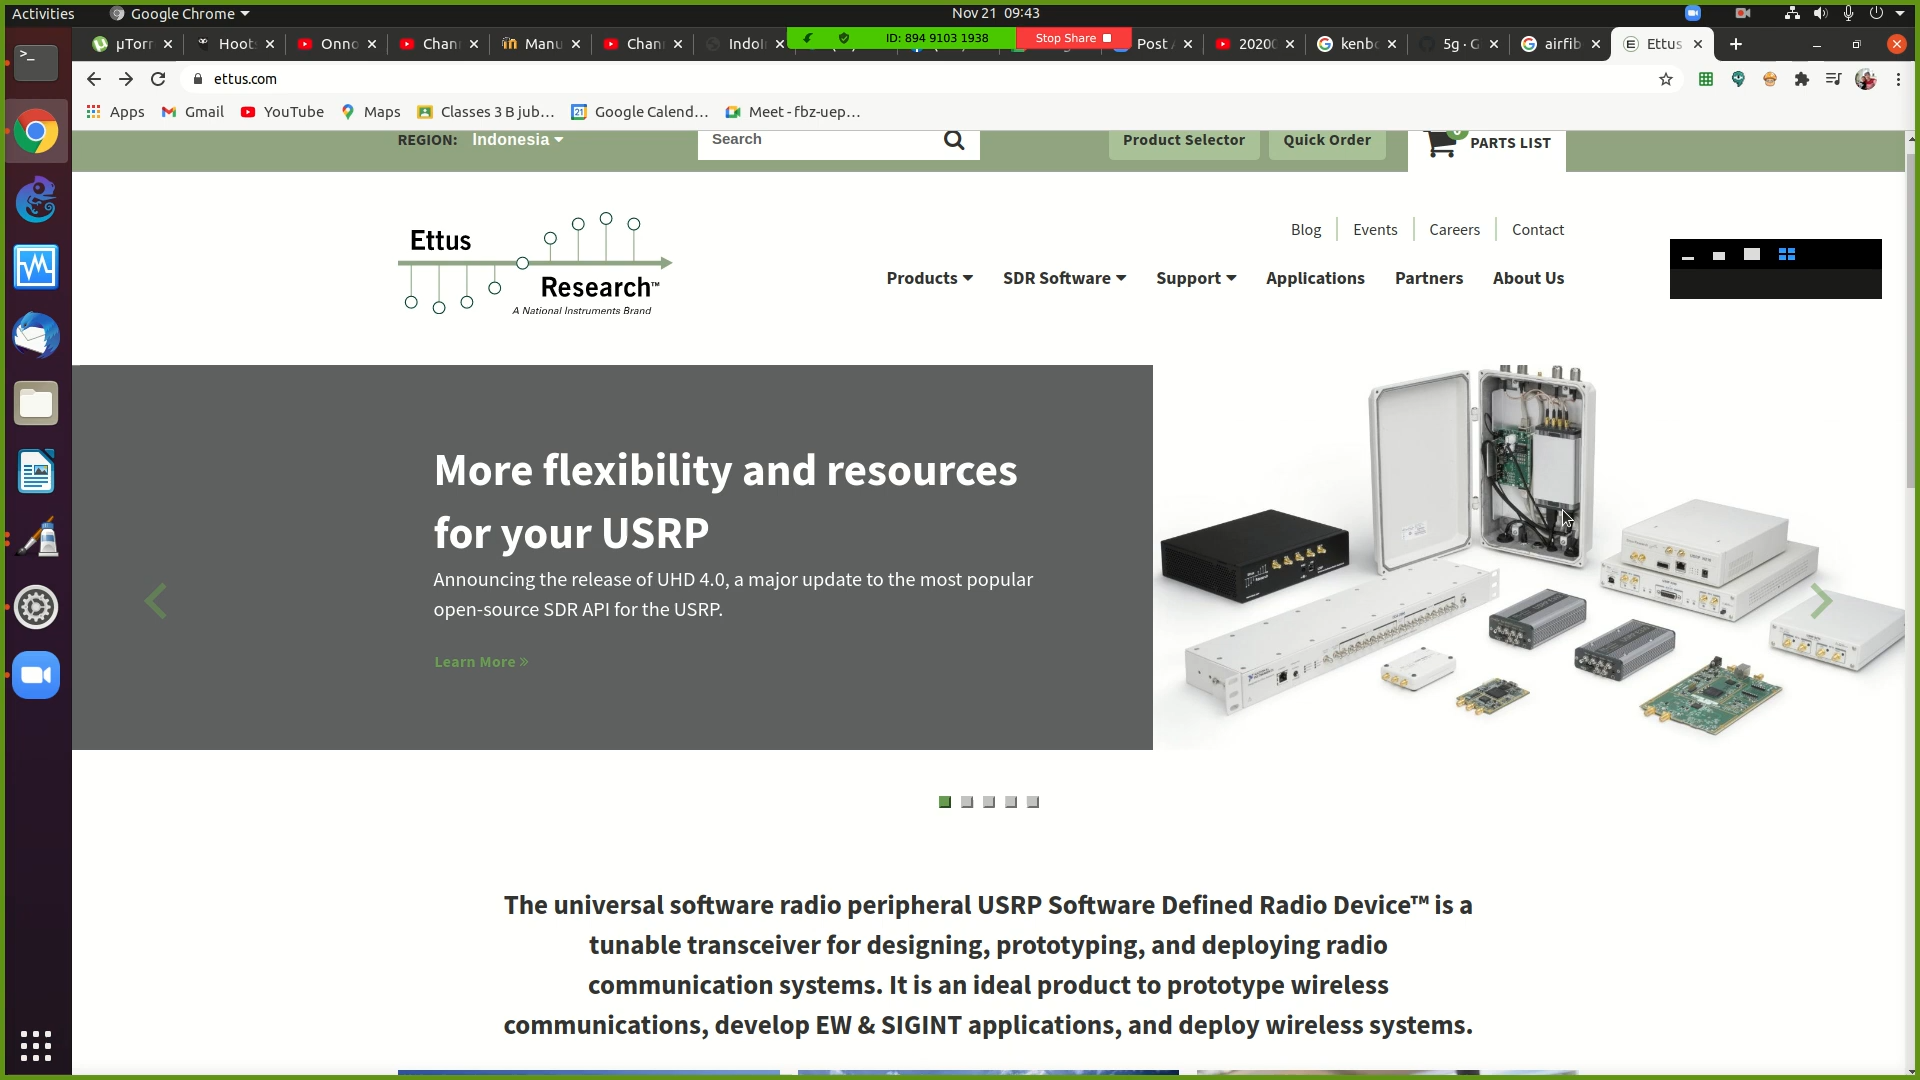 Activities
Google Chrome
Nov 21 09:43
µTorr
Hoots
Onno
Chan
Manu
Chan
Indoli
ID: 894 9103 1938
Stop Share
Post
20200
kenb
5g · G
airfib
Ettus
ettus.com
Apps
Gmail
YouTube
Maps
Classes 3 B jub...
Google Calend...
Meet - fbz-uep...
REGION:
Indonesia
Search
Product Selector
Quick Order
PARTS LIST
Ettus
Research™
A National Instruments Brand
Blog
Events
Careers
Contact
Products
SDR Software
Support
Applications
Partners
About Us
More flexibility and resources
for your USRP
Announcing the release of UHD 4.0, a major update to the most popular
open-source SDR API for the USRP.
Learn More »
The universal software radio peripheral USRP Software Defined Radio Device™ is a
tunable transceiver for designing, prototyping, and deploying radio
communication systems. It is an ideal product to prototype wireless
communications, develop EW & SIGINT applications, and deploy wireless systems.